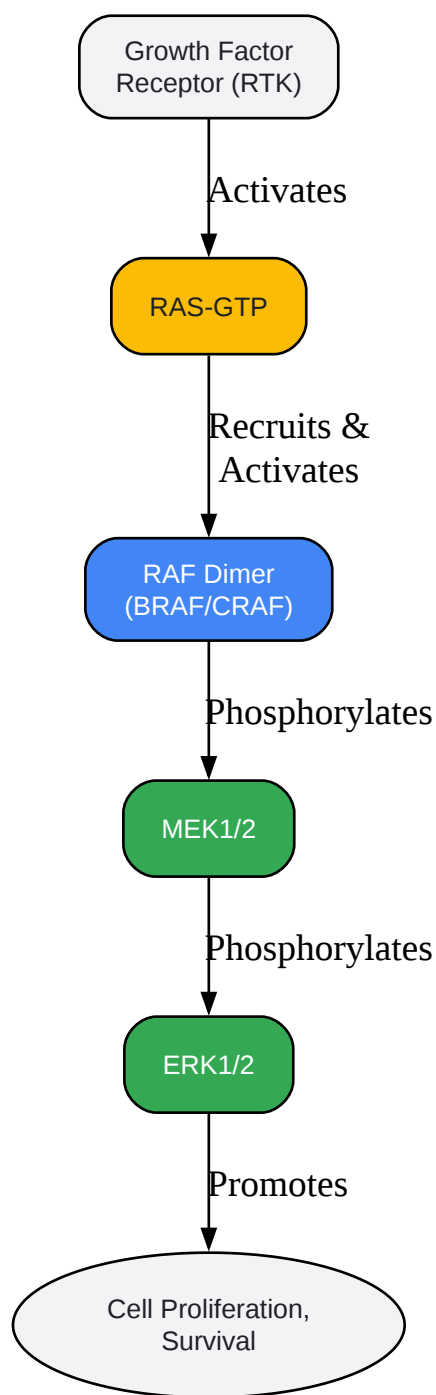 Growth Factor
Receptor (RTK)
Activates
RAS-GTP
Recruits &
Activates
RAF Dimer
(BRAF/CRAF)
Phosphorylates
MEK1/2
Phosphorylates
ERK1/2
Promotes
Cell Proliferation,
Survival